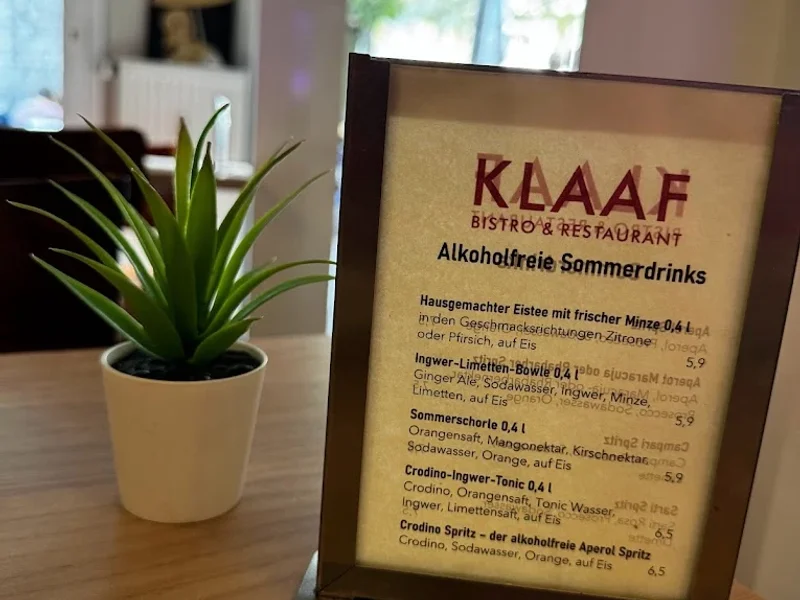 KLAAF
BISTRO & RESTAURANT
Alkoholfreie Sommerdrinks
Hausgemachter Eistee mit frischer Minze 0,4 l
in den Geschmacksrichtungen Zitrone
oder Pfirsich, auf Eis 5,9
Ingwer-Limetten-Bowle 0,4 l
Ginger Ale, Sodawasser, Ingwer, Minze,
Limetten, auf Eis 5,9
Sommerschorle 0,4 l
Orangensaft, Mangonektar, Kirschnektar,
Sodawasser, Orange, auf Eis 5,9
Crodino-Ingwer-Tonic 0,4 l
Crodino, Orangensaft, Tonic Wasser,
Ingwer, Limettensaft, auf Eis 6,5
Crodino Spritz – der alkoholfreie Aperol Spritz
Crodino, Sodawasser, Orange, auf Eis 6,5